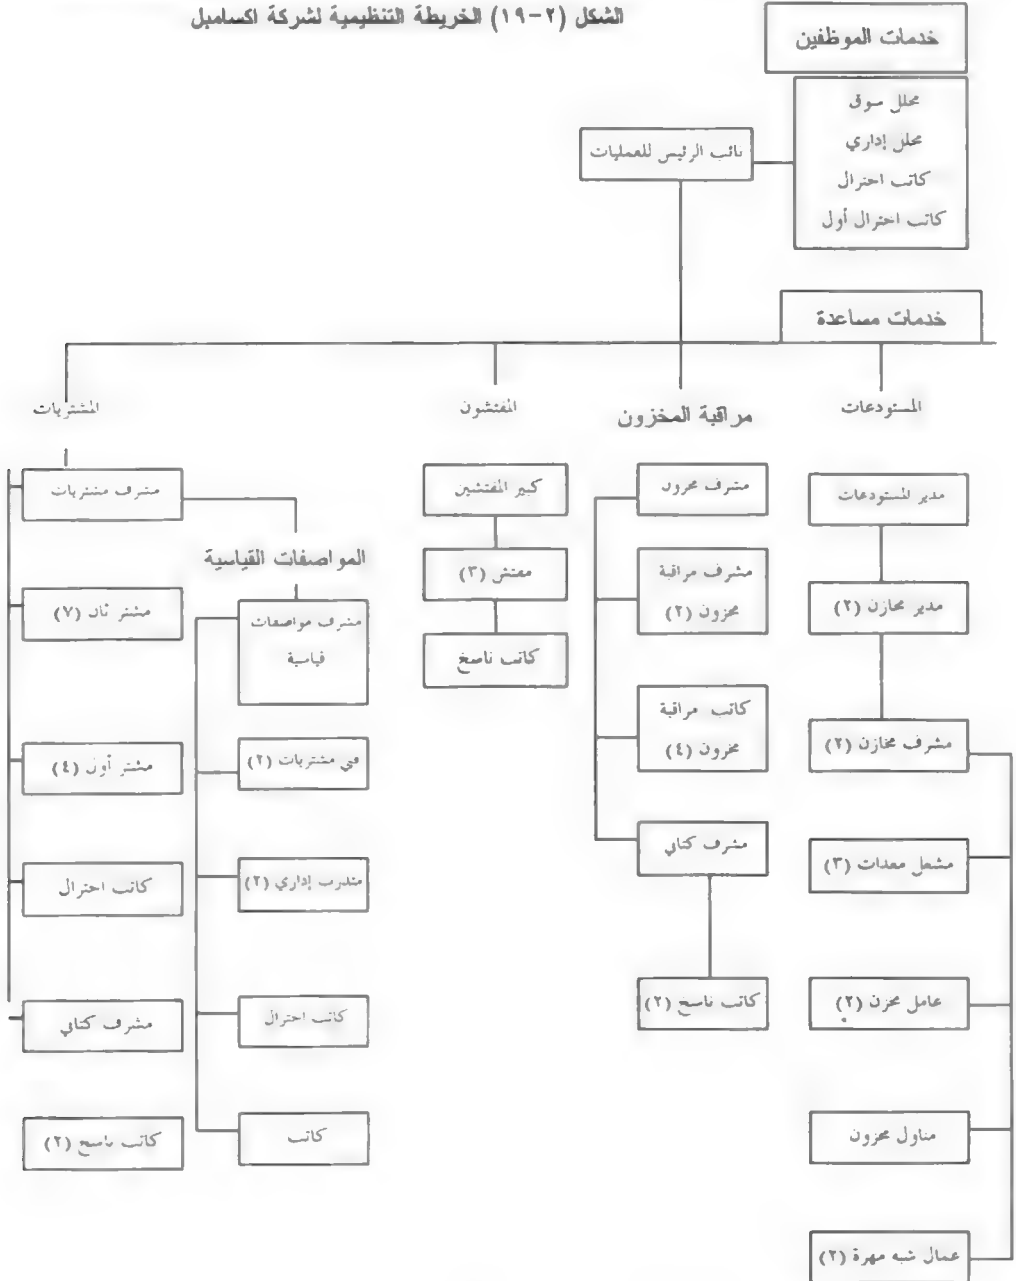 الشكل (٢-١٩) الخريطة التنظيمية لشركة اكسامبل
خدمات الموظفين
محلل سوق
محلل إداري
كاتب اختزال
كاتب اختزال أول
نائب الرئيس للعمليات
خدمات مساعدة
المستودعات
مراقبة المخزون
المفتشون
المشتريات
مدير المستودعات
مدير مخازن (٢)
مشرف مخازن (٢)
مشغل معدات (٣)
عامل مخزن (٢)
مناول مخزون
عمال شبه مهرة (٢)
مشرف مخزون
مشرف مراقبة
مخزون (٢)
كاتب مراقبة
مخزون (٤)
مشرف كتابي
كاتب ناسخ (٢)
كبير المفتشين
مفتش (٣)
كاتب ناسخ
المواصفات القياسية
مشرف مواصفات
قياسية
فني مشتريات (٢)
متدرب إداري (٢)
كاتب اختزال
كاتب
مشرف مشتريات
مشتر ثان (٧)
مشتر أول (٤)
كاتب اختزال
مشرف كتابي
كاتب ناسخ (٢)